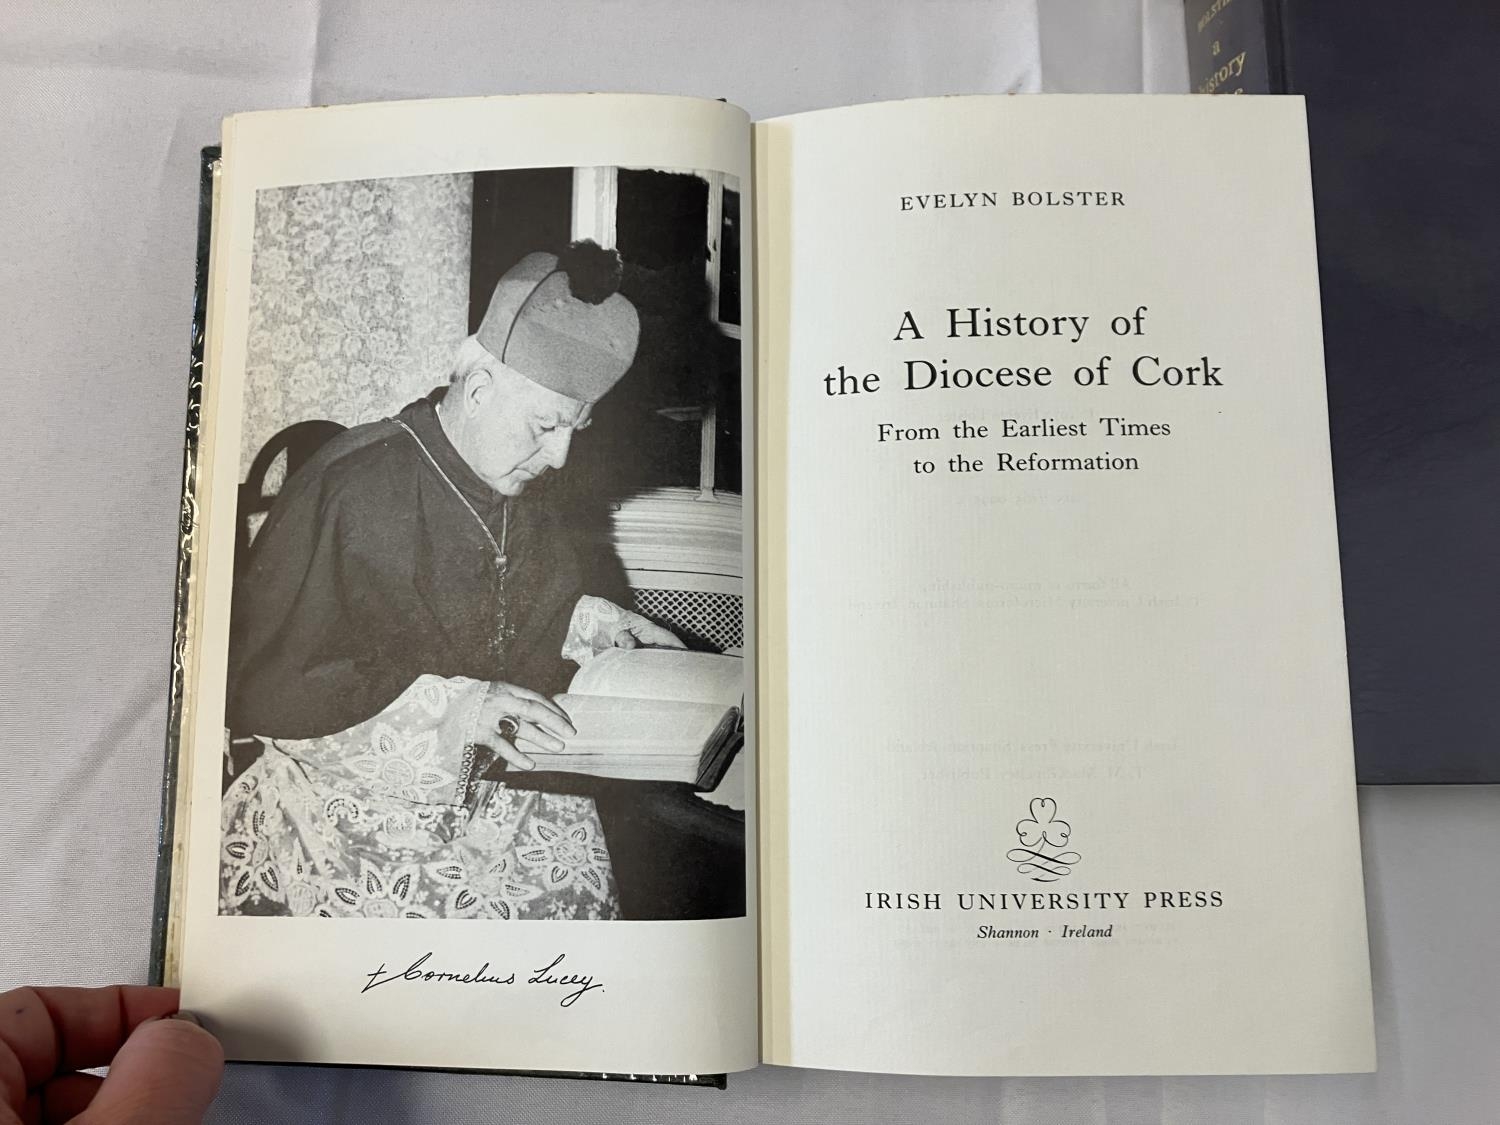 ✝ Cornelius Lucey.
EVELYN BOLSTER
A History of
the Diocese of Cork
From the Earliest Times
to the Reformation
IRISH UNIVERSITY PRESS
Shannon · Ireland
a
history